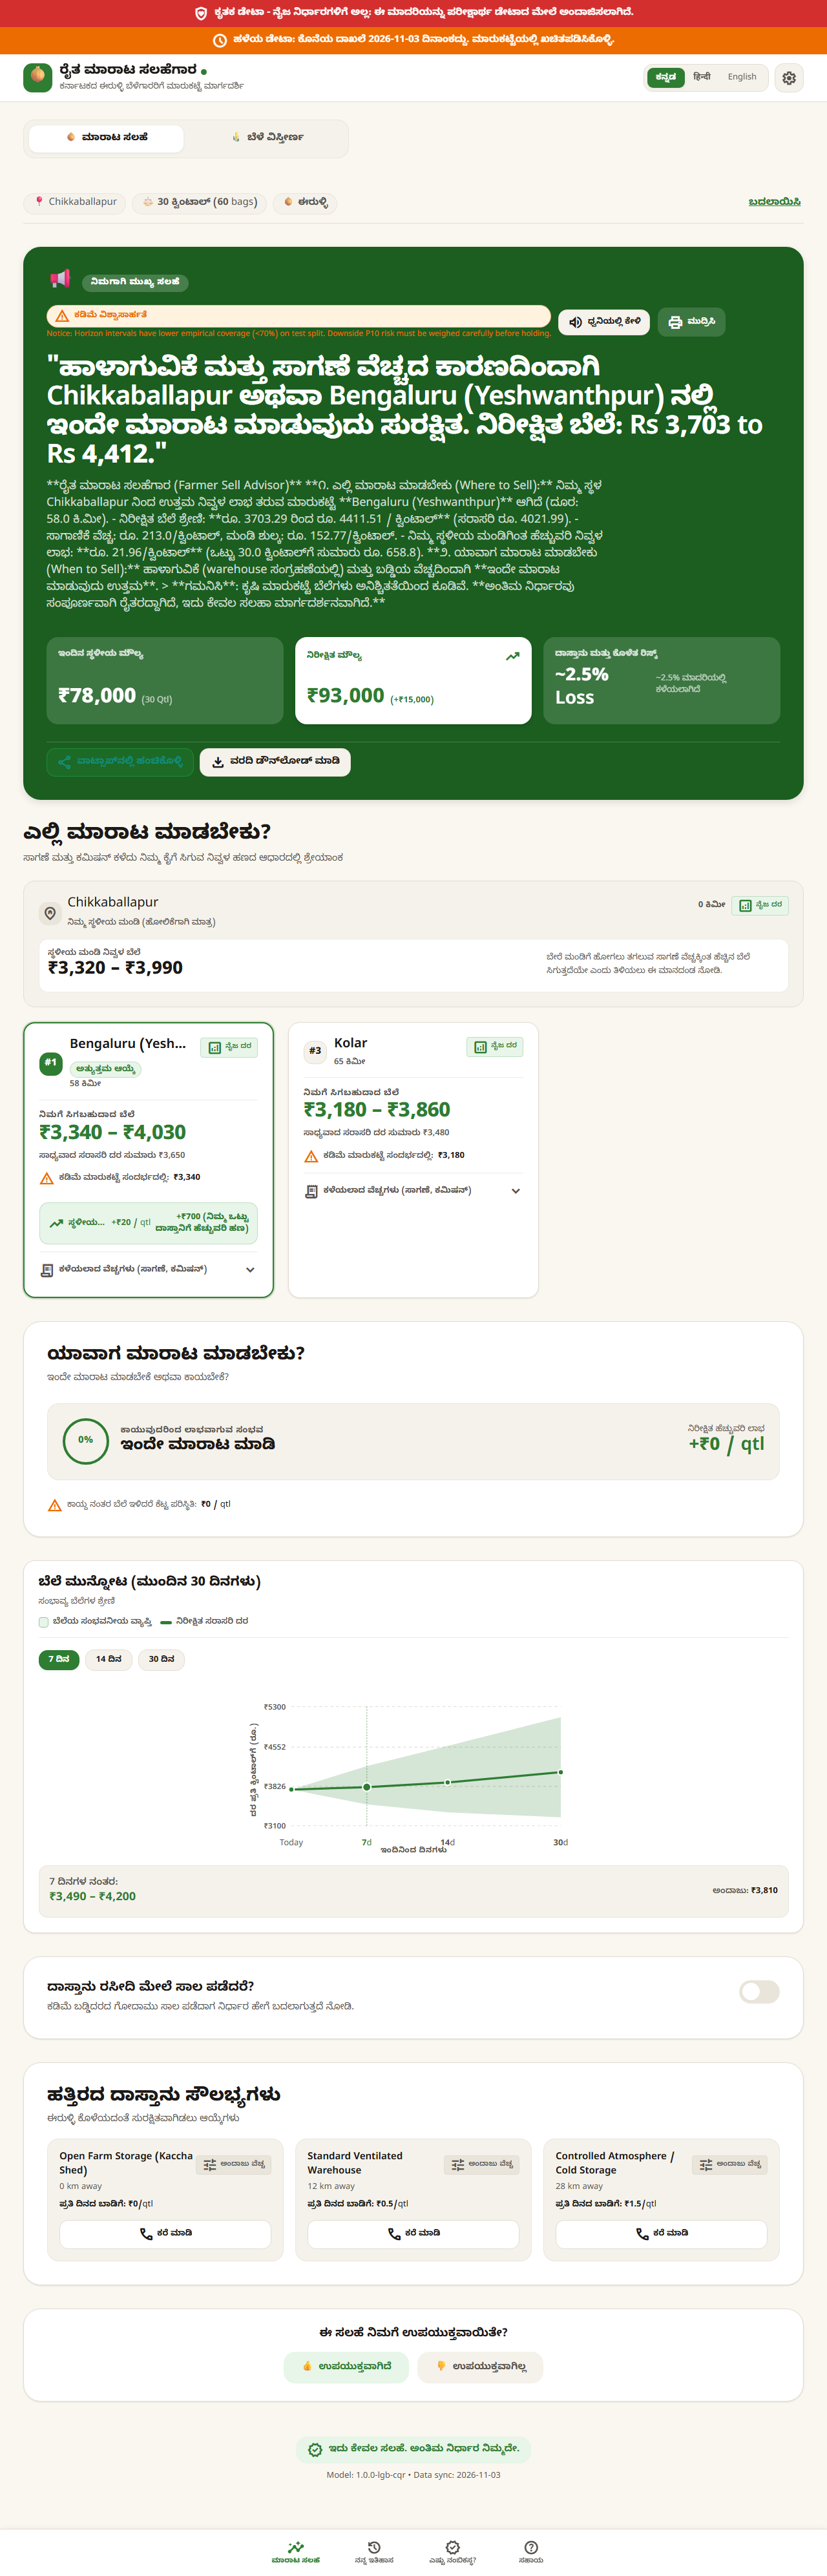 ಕೃತಕ ಡೇಟಾ - ನೈಜ ನಿರ್ಧಾರಗಳಿಗೆ ಅಲ್ಲ: ಈ ಮಾದರಿಯನ್ನು ಪರೀಕ್ಷಾರ್ಥ ಡೇಟಾದ ಮೇಲೆ ಅಂದಾಜಿಸಲಾಗಿದೆ.
ಹಳೆಯ ಡೇಟಾ: ಕೊನೆಯ ದಾಖಲೆ 2026-11-03 ದಿನಾಂಕದ್ದು. ಮಾರುಕಟ್ಟೆಯಲ್ಲಿ ಖಚಿತಪಡಿಸಿಕೊಳ್ಳಿ.
ರೈತ ಮಾರಾಟ ಸಲಹೆಗಾರ
ಕರ್ನಾಟಕದ ಈರುಳ್ಳಿ ಬೆಳೆಗಾರರಿಗೆ ಮಾರುಕಟ್ಟೆ ಮಾರ್ಗದರ್ಶಿ
ಕನ್ನಡ हिन्दी English
ಮಾರಾಟ ಸಲಹೆ ಬೆಳೆ ವಿಸ್ತೀರ್ಣ
Chikkaballapur 30 ಕ್ವಿಂಟಾಲ್ (60 bags) ಈರುಳ್ಳಿ ಬದಲಾಯಿಸಿ
ನಿಮಗಾಗಿ ಮುಖ್ಯ ಸಲಹೆ
ಕಡಿಮೆ ವಿಶ್ವಾಸಾರ್ಹತೆ
Notice: Horizon intervals have lower empirical coverage (<70%) on test split. Downside P10 risk must be weighed carefully before holding.
ಧ್ವನಿಯಲ್ಲಿ ಕೇಳಿ ಮುದ್ರಿಸಿ
"ಹಾಳಾಗುವಿಕೆ ಮತ್ತು ಸಾಗಣೆ ವೆಚ್ಚದ ಕಾರಣದಿಂದಾಗಿ
Chikkaballapur ಅಥವಾ Bengaluru (Yeshwanthpur) ನಲ್ಲಿ
ಇಂದೇ ಮಾರಾಟ ಮಾಡುವುದು ಸುರಕ್ಷಿತ. ನಿರೀಕ್ಷಿತ ಬೆಲೆ: Rs 3,703 to
Rs 4,412."
**ರೈತ ಮಾರಾಟ ಸಲಹೆಗಾರ (Farmer Sell Advisor)** **೧. ಎಲ್ಲಿ ಮಾರಾಟ ಮಾಡಬೇಕು (Where to Sell):** ನಿಮ್ಮ ಸ್ಥಳ
Chikkaballapur ನಿಂದ ಉತ್ತಮ ನಿವ್ವಳ ಲಾಭ ತರುವ ಮಾರುಕಟ್ಟೆ **Bengaluru (Yeshwanthpur)** ಆಗಿದೆ (ದೂರ:
58.0 ಕಿ.ಮೀ). - ನಿರೀಕ್ಷಿತ ಬೆಲೆ ಶ್ರೇಣಿ: **ರೂ. 3703.29 ರಿಂದ ರೂ. 4411.51 / ಕ್ವಿಂಟಾಲ್** (ಸರಾಸರಿ ರೂ. 4021.99). -
ಸಾಗಾಣಿಕೆ ವೆಚ್ಚ: ರೂ. 213.0/ಕ್ವಿಂಟಾಲ್, ಮಂಡಿ ಶುಲ್ಕ: ರೂ. 152.77/ಕ್ವಿಂಟಾಲ್. - ನಿಮ್ಮ ಸ್ಥಳೀಯ ಮಂಡಿಗಿಂತ ಹೆಚ್ಚುವರಿ ನಿವ್ವಳ
ಲಾಭ: **ರೂ. 21.96/ಕ್ವಿಂಟಾಲ್** (ಒಟ್ಟು 30.0 ಕ್ವಿಂಟಾಲ್‌ಗೆ ಸುಮಾರು ರೂ. 658.8). **೨. ಯಾವಾಗ ಮಾರಾಟ ಮಾಡಬೇಕು
(When to Sell):** ಹಾಳಾಗುವಿಕೆ (warehouse ಸಂಗ್ರಹಣೆಯಲ್ಲಿ) ಮತ್ತು ಬಡ್ಡಿಯ ವೆಚ್ಚದಿಂದಾಗಿ **ಇಂದೇ ಮಾರಾಟ
ಮಾಡುವುದು ಉತ್ತಮ**. > **ಗಮನಿಸಿ**: ಕೃಷಿ ಮಾರುಕಟ್ಟೆ ಬೆಲೆಗಳು ಅನಿಶ್ಚಿತತೆಯಿಂದ ಕೂಡಿವೆ. **ಅಂತಿಮ ನಿರ್ಧಾರವು
ಸಂಪೂರ್ಣವಾಗಿ ರೈತರದ್ದಾಗಿದೆ, ಇದು ಕೇವಲ ಸಲಹಾ ಮಾರ್ಗದರ್ಶನವಾಗಿದೆ.**
ಇಂದಿನ ಸ್ಥಳೀಯ ಮೌಲ್ಯ
₹78,000 (30 Qtl)
ನಿರೀಕ್ಷಿತ ಮೌಲ್ಯ
₹93,000 (+₹15,000)
ದಾಸ್ತಾನು ಮತ್ತು ಕೊಳೆತ ರಿಸ್ಕ್
~2.5%
Loss
~2.5% ಮಾದರಿಯಲ್ಲಿ
ಕಳೆಯಲಾಗಿದೆ
ವಾಟ್ಸಾಪ್‌ನಲ್ಲಿ ಹಂಚಿಕೊಳ್ಳಿ ವರದಿ ಡೌನ್‌ಲೋಡ್ ಮಾಡಿ
ಎಲ್ಲಿ ಮಾರಾಟ ಮಾಡಬೇಕು?
ಸಾಗಣೆ ಮತ್ತು ಕಮಿಷನ್ ಕಳೆದು ನಿಮ್ಮ ಕೈಗೆ ಸಿಗುವ ನಿವ್ವಳ ಹಣದ ಆಧಾರದಲ್ಲಿ ಶ್ರೇಯಾಂಕ
Chikkaballapur
ನಿಮ್ಮ ಸ್ಥಳೀಯ ಮಂಡಿ (ಹೋಲಿಕೆಗಾಗಿ ಮಾತ್ರ)
0 ಕಿಮೀ ನೈಜ ದರ
ಸ್ಥಳೀಯ ಮಂಡಿ ನಿವ್ವಳ ಬೆಲೆ
₹3,320 – ₹3,990
ಬೇರೆ ಮಂಡಿಗೆ ಹೋಗಲು ತಗಲುವ ಸಾಗಣೆ ವೆಚ್ಚಕ್ಕಿಂತ ಹೆಚ್ಚಿನ ಬೆಲೆ
ಸಿಗುತ್ತದೆಯೇ ಎಂದು ತಿಳಿಯಲು ಈ ಮಾನದಂಡ ನೋಡಿ.
#1 Bengaluru (Yesh... ನೈಜ ದರ
ಅತ್ಯುತ್ತಮ ಆಯ್ಕೆ
58 ಕಿಮೀ
ನಿಮಗೆ ಸಿಗಬಹುದಾದ ಬೆಲೆ
₹3,340 – ₹4,030
ಸಾಧ್ಯವಾದ ಸರಾಸರಿ ದರ ಸುಮಾರು ₹3,650
ಕಡಿಮೆ ಮಾರುಕಟ್ಟೆ ಸಂದರ್ಭದಲ್ಲಿ: ₹3,340
ಸ್ಥಳೀಯ... +₹20 / qtl
+₹700 (ನಿಮ್ಮ ಒಟ್ಟು
ದಾಸ್ತಾನಿಗೆ ಹೆಚ್ಚುವರಿ ಹಣ)
ಕಳೆಯಲಾದ ವೆಚ್ಚಗಳು (ಸಾಗಣೆ, ಕಮಿಷನ್)
#3 Kolar ನೈಜ ದರ
65 ಕಿಮೀ
ನಿಮಗೆ ಸಿಗಬಹುದಾದ ಬೆಲೆ
₹3,180 – ₹3,860
ಸಾಧ್ಯವಾದ ಸರಾಸರಿ ದರ ಸುಮಾರು ₹3,480
ಕಡಿಮೆ ಮಾರುಕಟ್ಟೆ ಸಂದರ್ಭದಲ್ಲಿ: ₹3,180
ಕಳೆಯಲಾದ ವೆಚ್ಚಗಳು (ಸಾಗಣೆ, ಕಮಿಷನ್)
ಯಾವಾಗ ಮಾರಾಟ ಮಾಡಬೇಕು?
ಇಂದೇ ಮಾರಾಟ ಮಾಡಬೇಕೆ ಅಥವಾ ಕಾಯಬೇಕೆ?
0%
ಕಾಯುವುದರಿಂದ ಲಾಭವಾಗುವ ಸಂಭವ
ಇಂದೇ ಮಾರಾಟ ಮಾಡಿ
ನಿರೀಕ್ಷಿತ ಹೆಚ್ಚುವರಿ ಲಾಭ
+₹0 / qtl
ಕಾಯ್ದ ನಂತರ ಬೆಲೆ ಇಳಿದರೆ ಕೆಟ್ಟ ಪರಿಸ್ಥಿತಿ: ₹0 / qtl
ಬೆಲೆ ಮುನ್ನೋಟ (ಮುಂದಿನ 30 ದಿನಗಳು)
ಸಂಭಾವ್ಯ ಬೆಲೆಗಳ ಶ್ರೇಣಿ
ಬೆಲೆಯ ಸಂಭವನೀಯ ವ್ಯಾಪ್ತಿ ನಿರೀಕ್ಷಿತ ಸರಾಸರಿ ದರ
7 ದಿನ 14 ದಿನ 30 ದಿನ
ದರ ಪ್ರತಿ ಕ್ವಿಂಟಾಲ್‌ಗೆ (ರೂ.)
₹5300
₹4552
₹3826
₹3100
Today 7d 14d 30d
ಇಂದಿನಿಂದ ದಿನಗಳು
7 ದಿನಗಳ ನಂತರ:
₹3,490 – ₹4,200
ಅಂದಾಜು: ₹3,810
ದಾಸ್ತಾನು ರಸೀದಿ ಮೇಲೆ ಸಾಲ ಪಡೆದರೆ?
ಕಡಿಮೆ ಬಡ್ಡಿದರದ ಗೋದಾಮು ಸಾಲ ಪಡೆದಾಗ ನಿರ್ಧಾರ ಹೇಗೆ ಬದಲಾಗುತ್ತದೆ ನೋಡಿ.
ಹತ್ತಿರದ ದಾಸ್ತಾನು ಸೌಲಭ್ಯಗಳು
ಈರುಳ್ಳಿ ಕೊಳೆಯದಂತೆ ಸುರಕ್ಷಿತವಾಗಿಡಲು ಆಯ್ಕೆಗಳು
Open Farm Storage (Kaccha
Shed)
ಅಂದಾಜು ವೆಚ್ಚ
0 km away
ಪ್ರತಿ ದಿನದ ಬಾಡಿಗೆ: ₹0/qtl
ಕರೆ ಮಾಡಿ
Standard Ventilated
Warehouse
ಅಂದಾಜು ವೆಚ್ಚ
12 km away
ಪ್ರತಿ ದಿನದ ಬಾಡಿಗೆ: ₹0.5/qtl
ಕರೆ ಮಾಡಿ
Controlled Atmosphere /
Cold Storage
ಅಂದಾಜು ವೆಚ್ಚ
28 km away
ಪ್ರತಿ ದಿನದ ಬಾಡಿಗೆ: ₹1.5/qtl
ಕರೆ ಮಾಡಿ
ಈ ಸಲಹೆ ನಿಮಗೆ ಉಪಯುಕ್ತವಾಯಿತೇ?
ಉಪಯುಕ್ತವಾಗಿದೆ ಉಪಯುಕ್ತವಾಗಿಲ್ಲ
ಇದು ಕೇವಲ ಸಲಹೆ. ಅಂತಿಮ ನಿರ್ಧಾರ ನಿಮ್ಮದೇ.
Model: 1.0.0-lgb-cqr • Data sync: 2026-11-03
ಮಾರಾಟ ಸಲಹೆ ನನ್ನ ಇತಿಹಾಸ ಎಷ್ಟು ನಂಬಿಕಸ್ಥ? ಸಹಾಯ